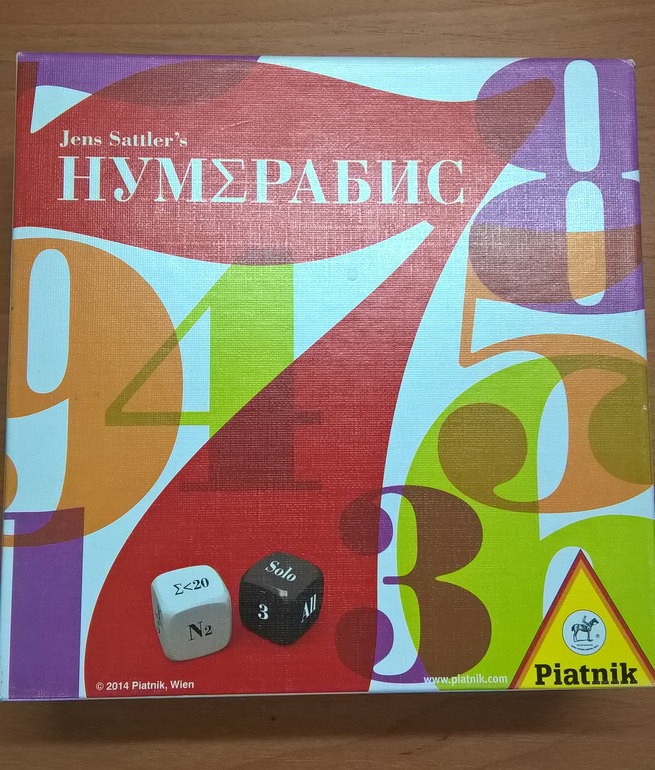 Jens Sattler's
НУМΣРАБИС
Σ<20
N2
Solo
3
All
© 2014 Piatnik, Wien
www.piatnik.com
Piatnik